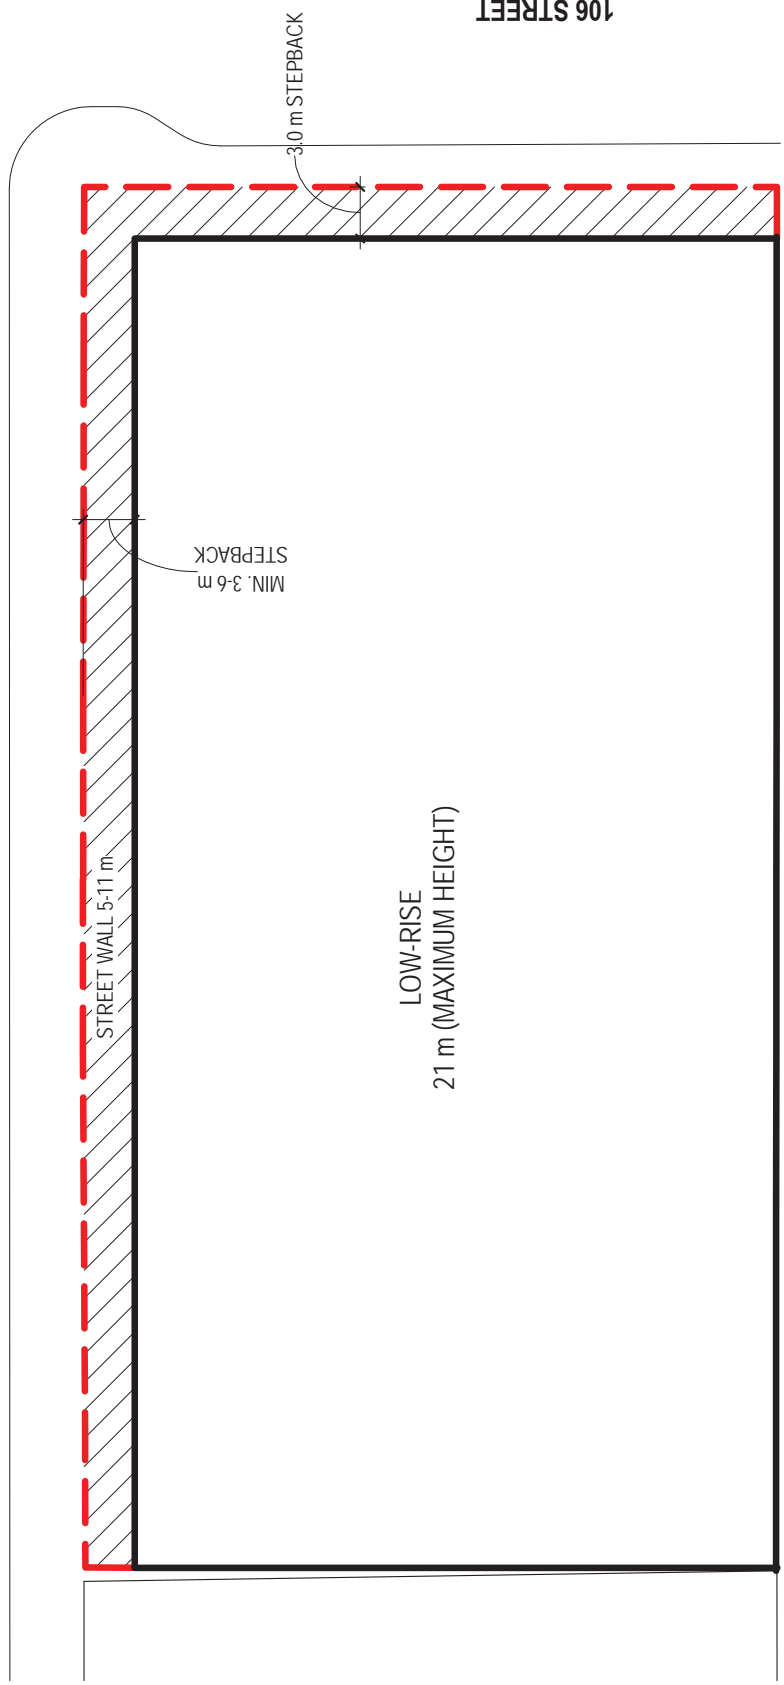 106 STREET
3.0 m STEPBACK
MIN. 3-6 m
STEPBACK
STREET WALL 5-11 m
LOW-RISE
21 m (MAXIMUM HEIGHT)